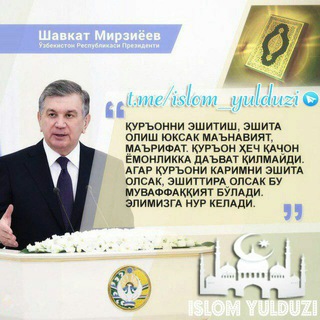 Шавкат Мирзиёев
Ўзбекистон Республикаси Президенти
t.me/islom_yulduzi
ҚУРЪОННИ ЭШИТИШ, ЭШИТА
ОЛИШ ЮКСАК МАЪНАВИЯТ,
МАЪРИФАТ. ҚУРЪОН ҲЕЧ ҚАЧОН
ЁМОНЛИККА ДАЪВАТ ҚИЛМАЙДИ.
АГАР ҚУРЪОНИ КАРИМНИ ЭШИТА
ОЛСАК, ЭШИТТИРА ОЛСАК БУ
МУВАФФАҚҚИЯТ БЎЛАДИ.
ЭЛИМИЗГА НУР КЕЛАДИ.
ISLOM YULDUZI